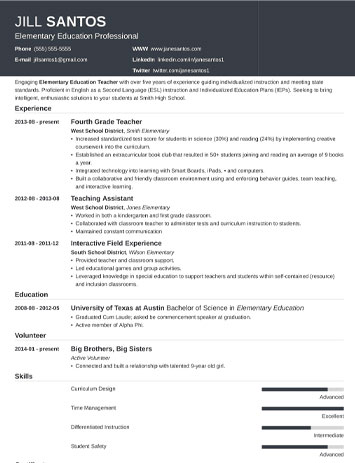 JILL SANTOS
Elementary Education Professional
Phone (555) 555-5555 WWW www.janesantos.com
E-mail jillsantos1@gmail.com LinkedIn linkedin.com/in/janesantos1
Twitter twitter.com/janesantos1
Engaging Elementary Education Teacher with over five years of experience guiding individualized instruction and meeting state
standards. Proficient in English as a Second Language (ESL) instruction and Individualized Education Plans (IEPs). Seeking to bring
intelligent, enthusiastic solutions to your students at Smith High School.
Experience
2013-08 - present Fourth Grade Teacher
West School District, Smith Elementary
• Increased standardized test score for students in science (30%) and reading (24%) by implementing creative
coursework into the curriculum.
• Established an extracurricular book club that resulted in 50+ students joining and reading on average of 9 books
a year.
• Integrated technology into learning with Smart Boards, iPads, • and computers.
• Built a collaborative and friendly classroom environment using and enforcing behavior guides, team teaching,
and interactive learning.
2012-08 - 2013-08 Teaching Assistant
West School District, Jones Elementary
• Worked in both a kindergarten and first grade classroom.
• Collaborated with classroom teacher to administer tests and curriculum instruction to students.
• Maintained constant communication
2011-08 - 2011-12 Interactive Field Experience
South School District, Wilson Elementary
• Provided teacher and classroom support.
• Led educational games and group activities.
• Leveraged knowledge in special education to support teachers and students within self-contained (resource)
and inclusion classrooms.
Education
2008-08 - 2012-05 University of Texas at Austin Bachelor of Science in Elementary Education
• Graduated Cum Laude; asked be commencement speaker at graduation.
• Active member of Alpha Phi.
Volunteer
2014-01 - present Big Brothers, Big Sisters
Active Volunteer
• Connected and built a relationship with talented 9-year old girl.
Skills
Curriculum Design
Advanced
Time Management
Excellent
Differentiated Instruction
Intermediate
Student Safety
Advanced